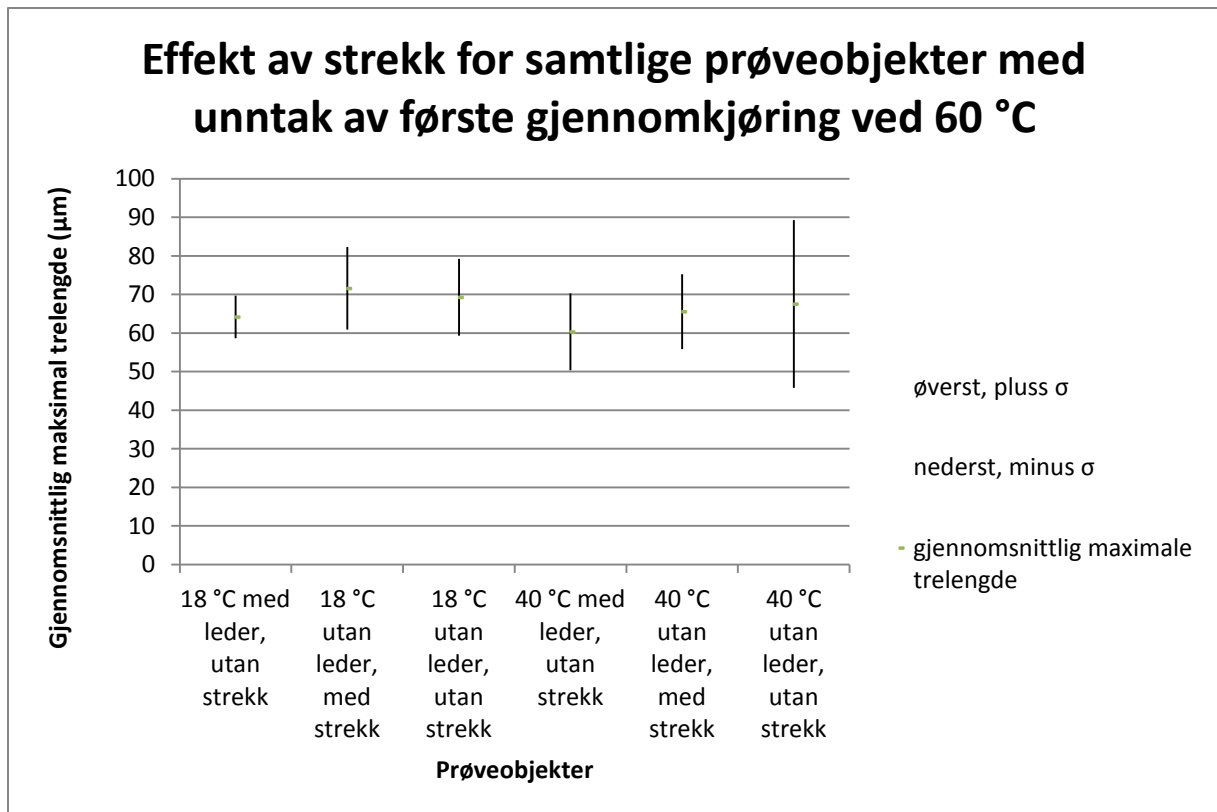 Effekt av strekk for samtlige prøveobjekter med
unntak av første gjennomkjøring ved 60 °C
Gjennomsnittlig maksimal trelengde (µm)
100
90
80
70
60
50
40
30
20
10
0
18 °C med
leder,
utan
strekk
18 °C
utan
leder,
med
strekk
18 °C
utan
leder,
utan
strekk
40 °C med
leder,
utan
strekk
40 °C
utan
leder,
med
strekk
40 °C
utan
leder,
utan strekk
Prøveobjekter
øverst, pluss σ
nederst, minus σ
gjennomsnittlig maximale
trelengde